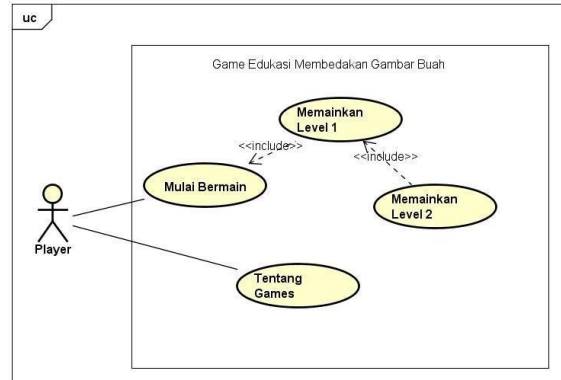 uc
Game Edukasi Membedakan Gambar Buah
Memainkan
Level 1
<<include>>
<<include>>
Mulai Bermain
Memainkan
Level 2
Player
Tentang
Games